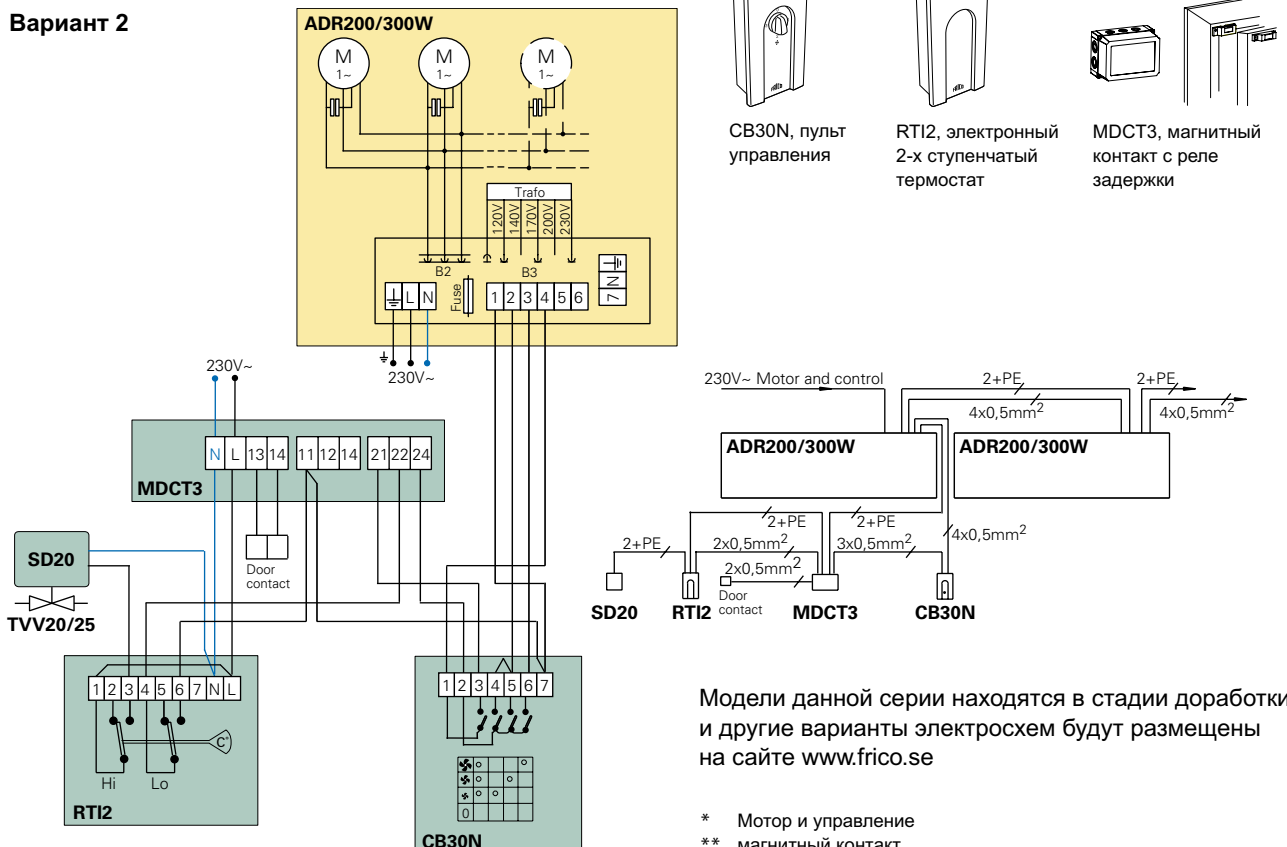 Вариант 2
ADR200/300W
M
1~
M
1~
M
1~
Trafo
120V
140V
170V
200V
230V
B2
B3
L N
Fuse
1 2 3 4 5 6
7 N
230V~
230V~
N L 13 14 11 12 14 21 22 24
MDCT3
Door
contact
SD20
TVV20/25
1 2 3 4 5 6 7 N L
C°
Hi
Lo
RTI2
1 2 3 4 5 6 7
0
CB30N
CB30N, пульт
управления
RTI2, электронный
2-х ступенчатый
термостат
MDCT3, магнитный
контакт с реле
задержки
230V~ Motor and control
2+PE
2+PE
4x0,5mm2
4x0,5mm2
ADR200/300W
ADR200/300W
2+PE
2+PE
4x0,5mm2
2+PE
2x0,5mm2
3x0,5mm2
2x0,5mm2
Door
contact
SD20
RTI2
MDCT3
CB30N
Модели данной серии находятся в стадии доработки
и другие варианты электросхем будут размещены
на сайте www.frico.se
* Мотор и управление
** магнитный контакт